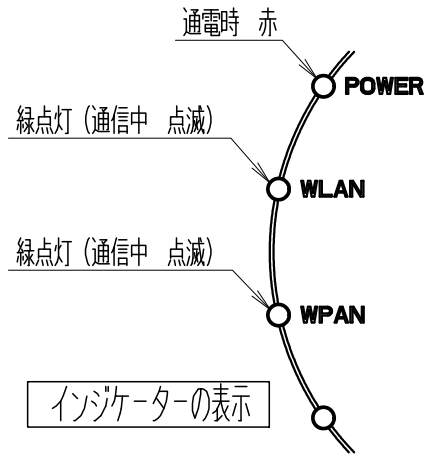 通電時 赤
POWER
緑点灯 (通信中 点滅)
WLAN
緑点灯 (通信中 点滅)
WPAN
インジケーターの表示